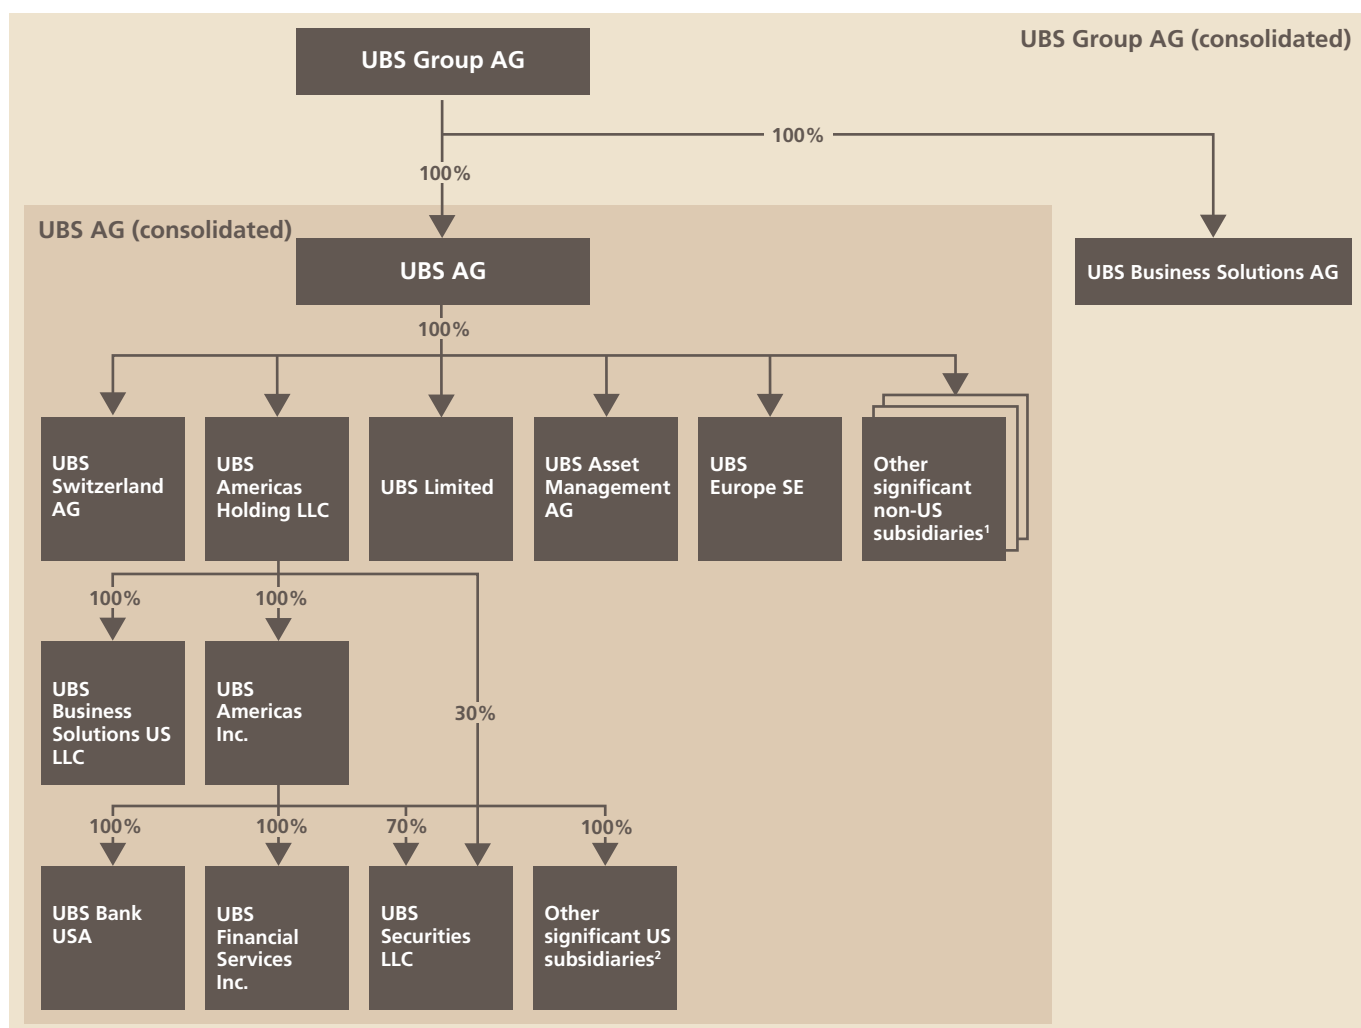 UBS Group AG (consolidated)
UBS Group AG
100%
100%
UBS AG (consolidated)
UBS AG
UBS Business Solutions AG
100%
UBS
Switzerland
AG
UBS
Americas
Holding LLC
UBS Limited
UBS Asset
Management
AG
UBS
Europe SE
Other
significant
non-US
subsidiaries¹
100%
100%
30%
UBS
Business
Solutions US
LLC
UBS
Americas
Inc.
100%
100%
70%
100%
UBS Bank
USA
UBS
Financial
Services
Inc.
UBS
Securities
LLC
Other
significant US
subsidiaries²